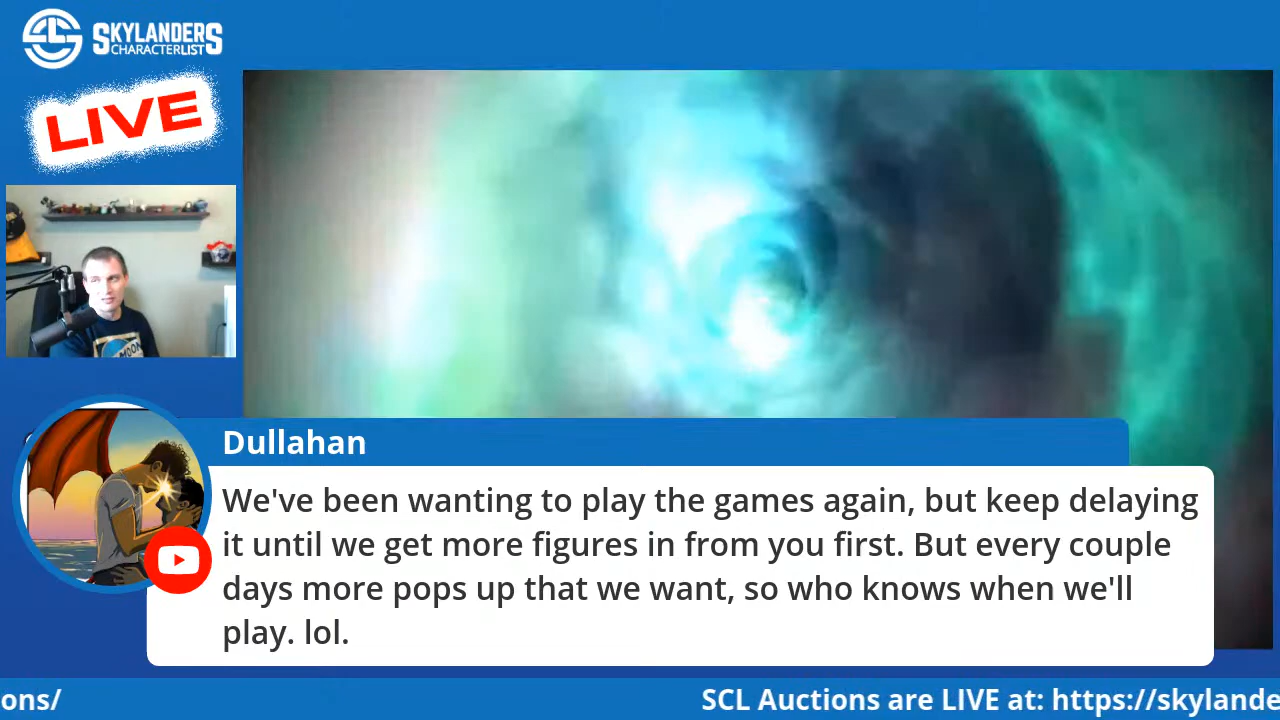 SKYLANDERS
CHARACTERLIST
LIVE
MOON
Dullahan
We've been wanting to play the games again, but keep delaying
it until we get more figures in from you first. But every couple
days more pops up that we want, so who knows when we'll
play. lol.
ons/ SCL Auctions are LIVE at: https://skylande